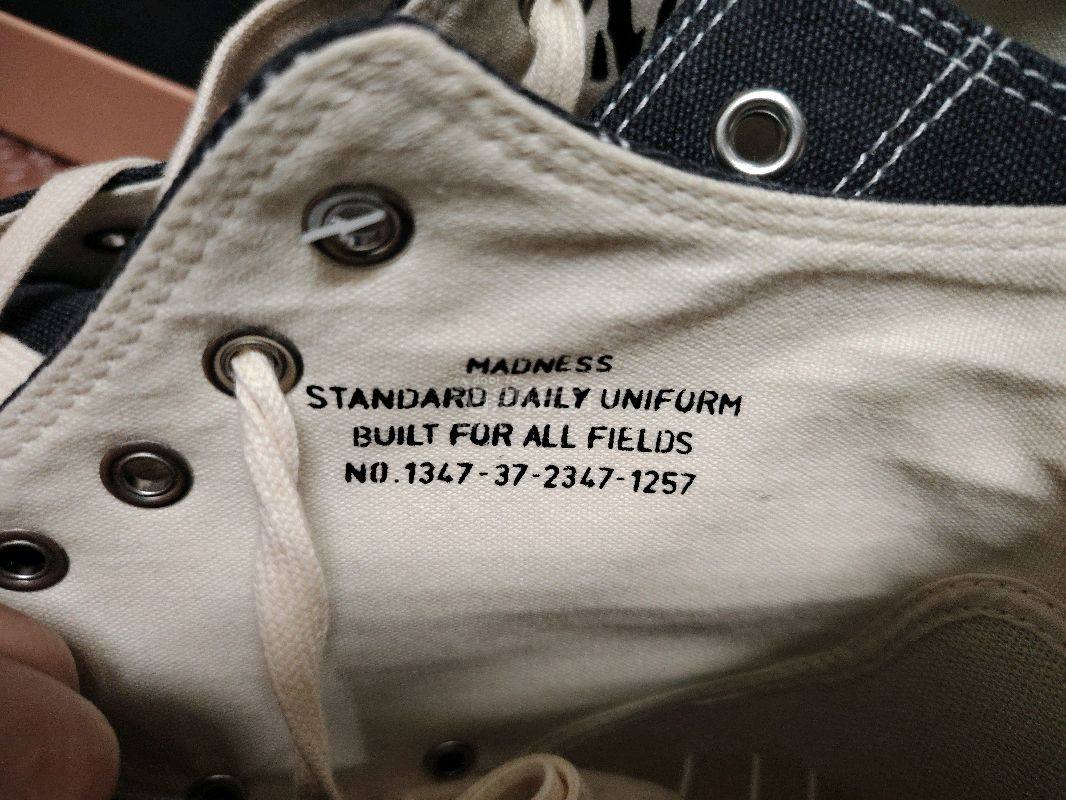 MADNESS
STANDARD DAILY UNIFORM
BUILT FOR ALL FIELDS
NO.1347-37-2347-1257